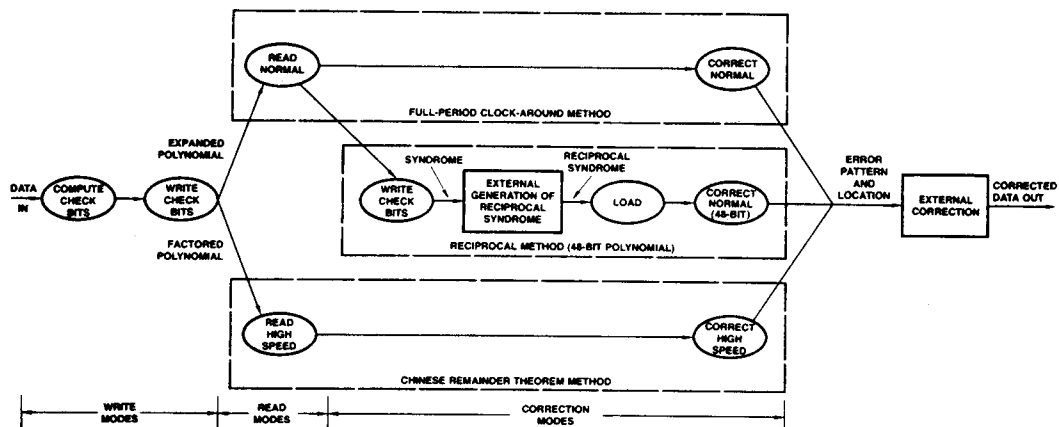 READ
NORMAL
CORRECT
NORMAL
FULL-PERIOD CLOCK-AROUND METHOD
EXPANDED
POLYNOMIAL
DATA
IN
COMPUTE
CHECK
BITS
WRITE
CHECK
BITS
FACTORED
POLYNOMIAL
SYNDROME
RECIPROCAL
SYNDROME
WRITE
CHECK
BITS
EXTERNAL
GENERATION OF
RECIPROCAL
SYNDROME
LOAD
CORRECT
NORMAL
(48-BIT)
RECIPROCAL METHOD (48-BIT POLYNOMIAL)
ERROR
PATTERN
AND
LOCATION
EXTERNAL
CORRECTION
CORRECTED
DATA OUT
READ
HIGH
SPEED
CORRECT
HIGH
SPEED
CHINESE REMAINDER THEOREM METHOD
WRITE
MODES
READ
MODES
CORRECTION
MODES